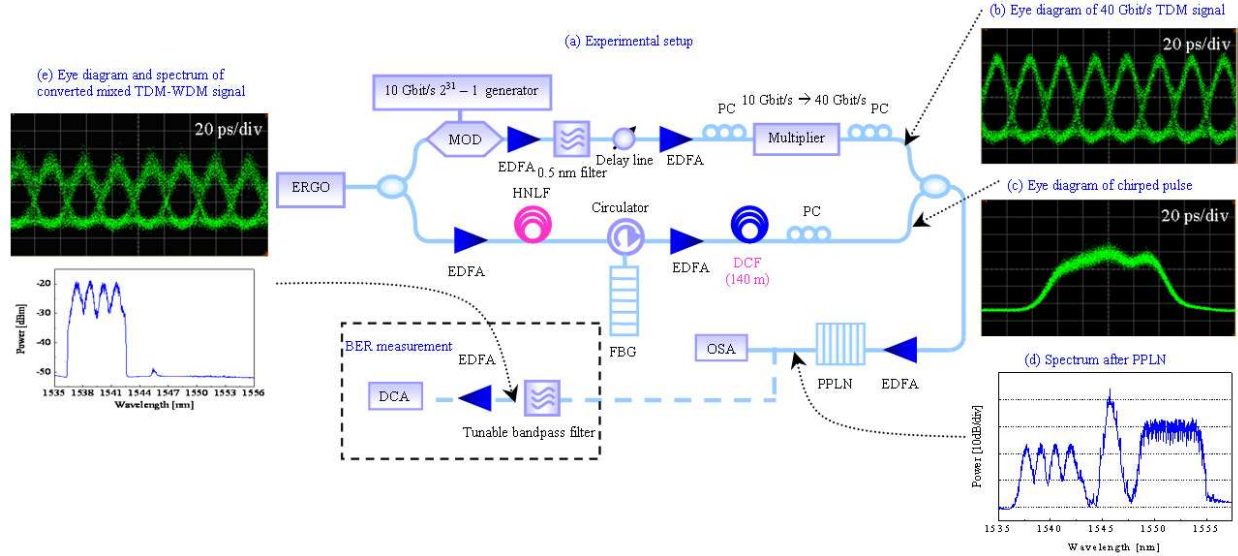 (a) Experimental setup
(b) Eye diagram of 40 Gbit/s TDM signal
20 ps/div
(e) Eye diagram and spectrum of
converted mixed TDM-WDM signal
20 ps/div
10 Gbit/s 2³¹ – 1 generator
MOD
EDFA
0.5 nm filter
Delay line
EDFA
PC
10 Gbit/s → 40 Gbit/s
PC
Multiplier
ERGO
(c) Eye diagram of chirped pulse
20 ps/div
EDFA
HNLF
Circulator
FBG
EDFA
DCF
(140 m)
PC
Power [dBm]
-20
-30
-40
-50
1535 1538 1541 1544 1547 1550 1553 1556
Wavelength [nm]
BER measurement
EDFA
DCA
Tunable bandpass filter
OSA
PPLN
EDFA
(d) Spectrum after PPLN
Power [10dB/div]
1535 1540 1545 1550 1555
Wavelength [nm]